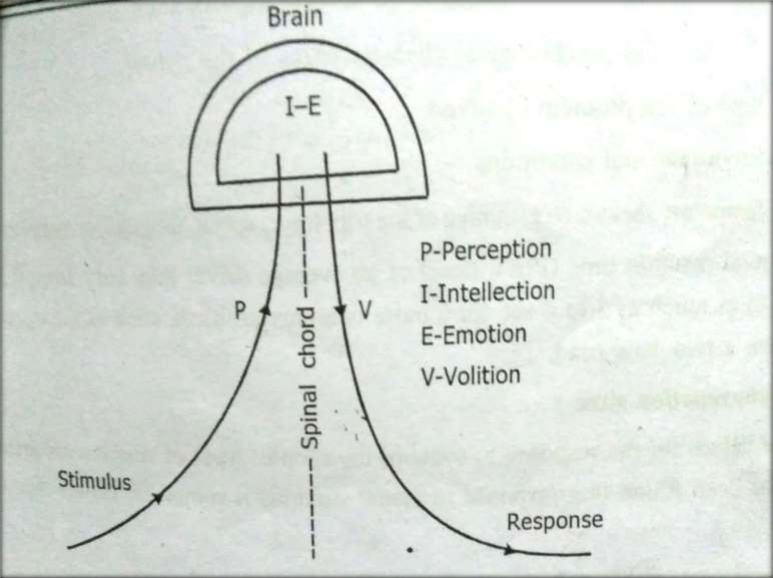 Brain
I–E
P-Perception
I-Intellection
P
V
E-Emotion
Spinal chord
V-Volition
Stimulus
Response